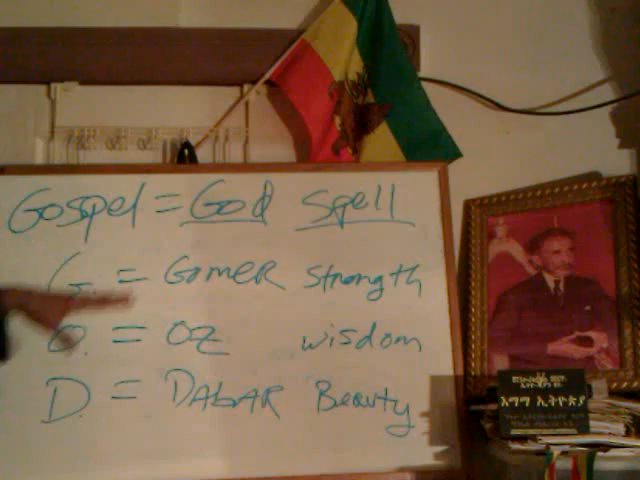 Gospel = God Spell
G. = Gomer Strength
O. = OZ wisdom
D. = DABAR Beauty
እማማ ኢትዮጵያ